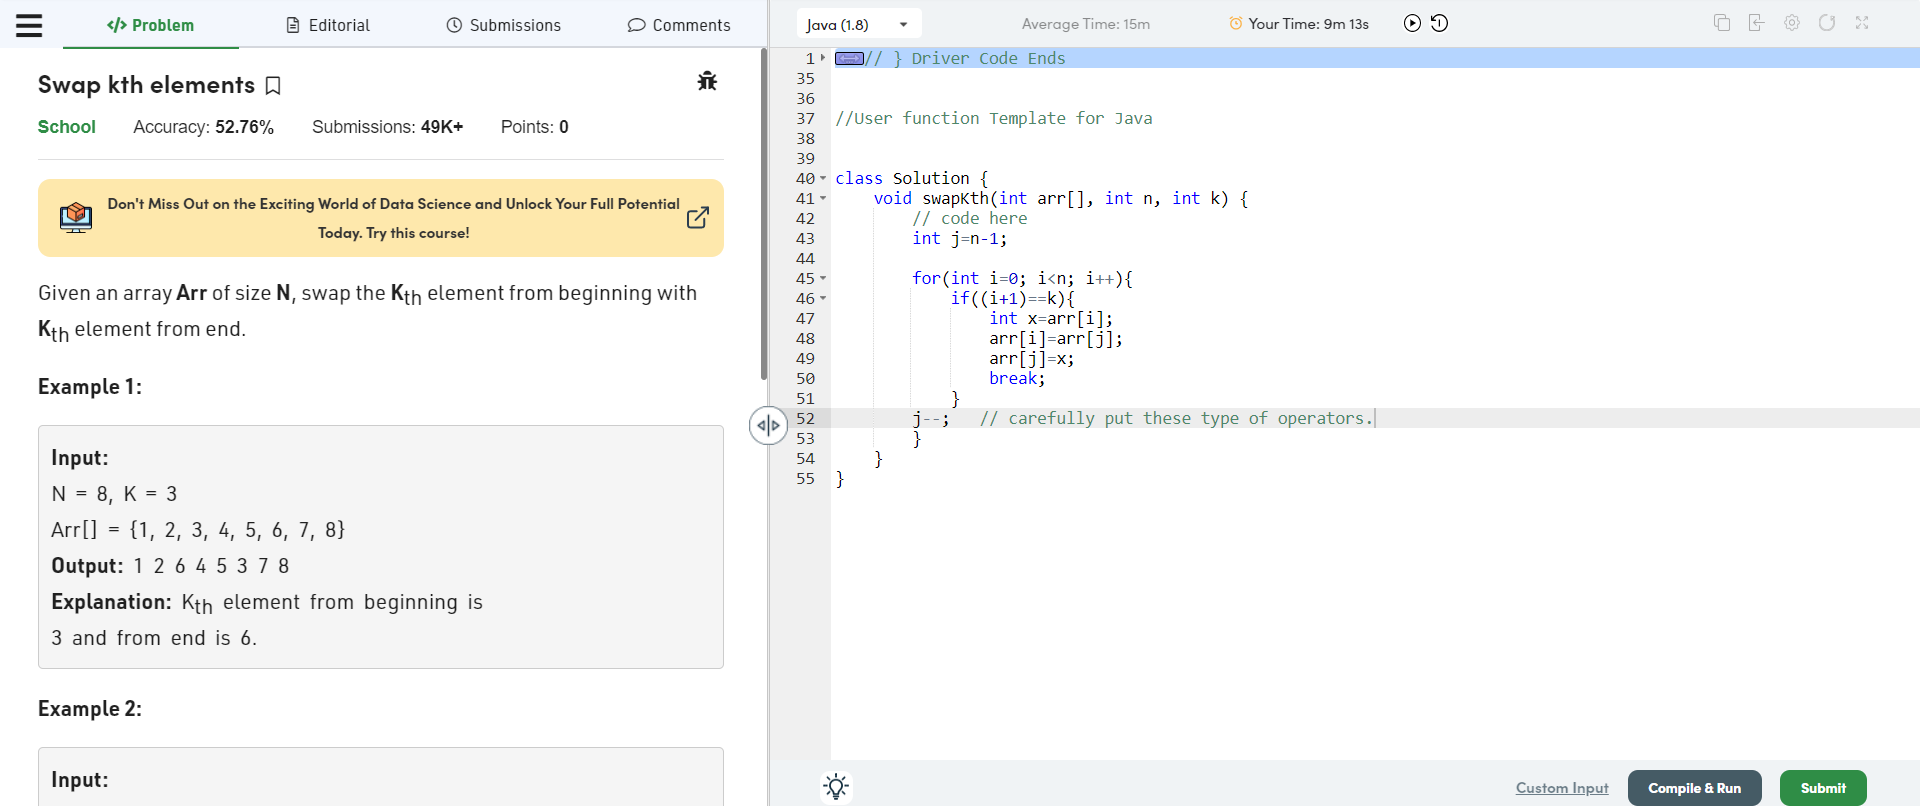 </> Problem
Editorial
Submissions
Comments
Swap kth elements
School Accuracy: 52.76% Submissions: 49K+ Points: 0
Don't Miss Out on the Exciting World of Data Science and Unlock Your Full Potential
Today. Try this course!
Given an array Arr of size N, swap the Kth element from beginning with
Kth element from end.
Example 1:
Input:
N = 8, K = 3
Arr[] = {1, 2, 3, 4, 5, 6, 7, 8}
Output: 1 2 6 4 5 3 7 8
Explanation: Kth element from beginning is
3 and from end is 6.
Example 2:
Input:
Java (1.8)
Average Time: 15m
Your Time: 9m 13s
1 // } Driver Code Ends
35
36
37 //User function Template for Java
38
39
40 class Solution {
41 void swapKth(int arr[], int n, int k) {
42 // code here
43 int j=n-1;
44
45 for(int i=0; i<n; i++){
46 if((i+1)==k){
47 int x=arr[i];
48 arr[i]=arr[j];
49 arr[j]=x;
50 break;
51 }
52 j--; // carefully put these type of operators.
53 }
54 }
55 }
Custom Input
Compile & Run
Submit